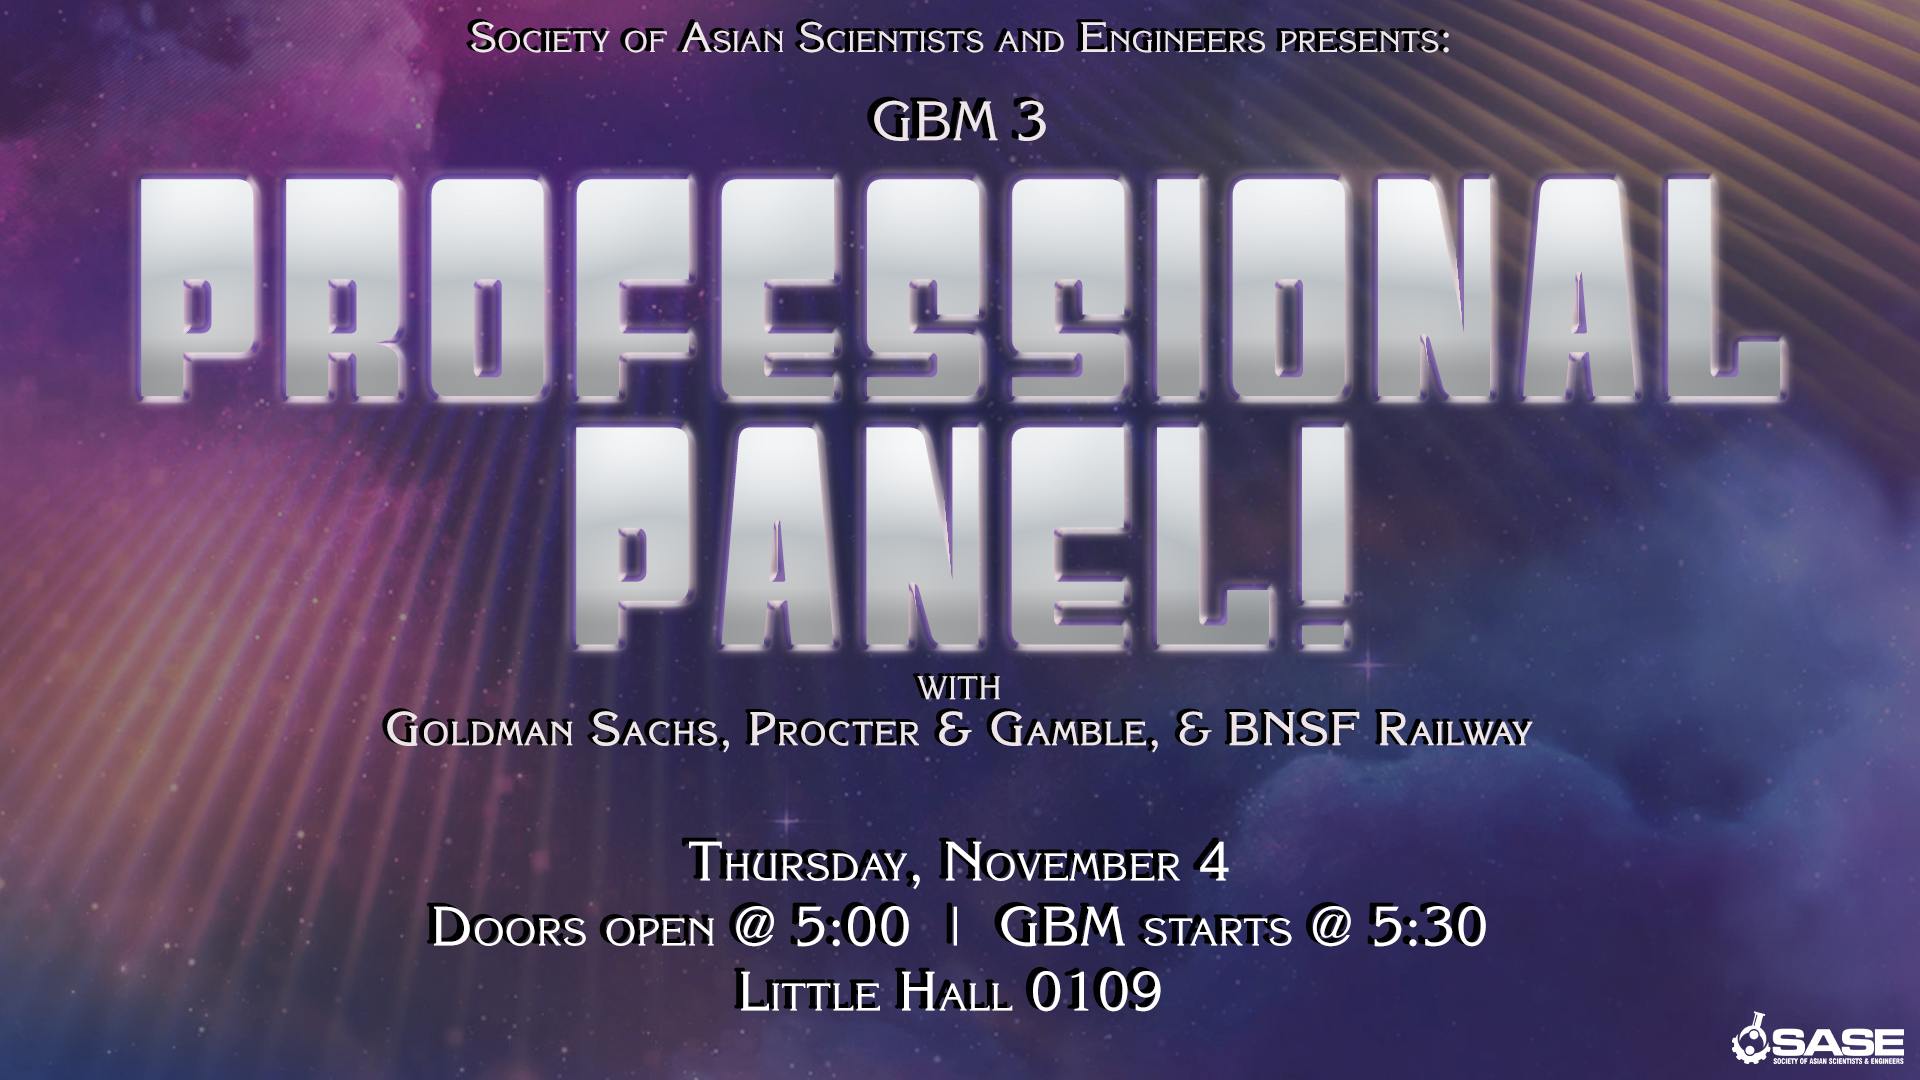 Society of Asian Scientists and Engineers presents:
GBM 3
PROFESSIONAL
PANEL!
with
Goldman Sachs, Procter & Gamble, & BNSF Railway
Thursday, November 4
Doors open @ 5:00 | GBM starts @ 5:30
Little Hall 0109
SASE
SOCIETY OF ASIAN SCIENTISTS & ENGINEERS